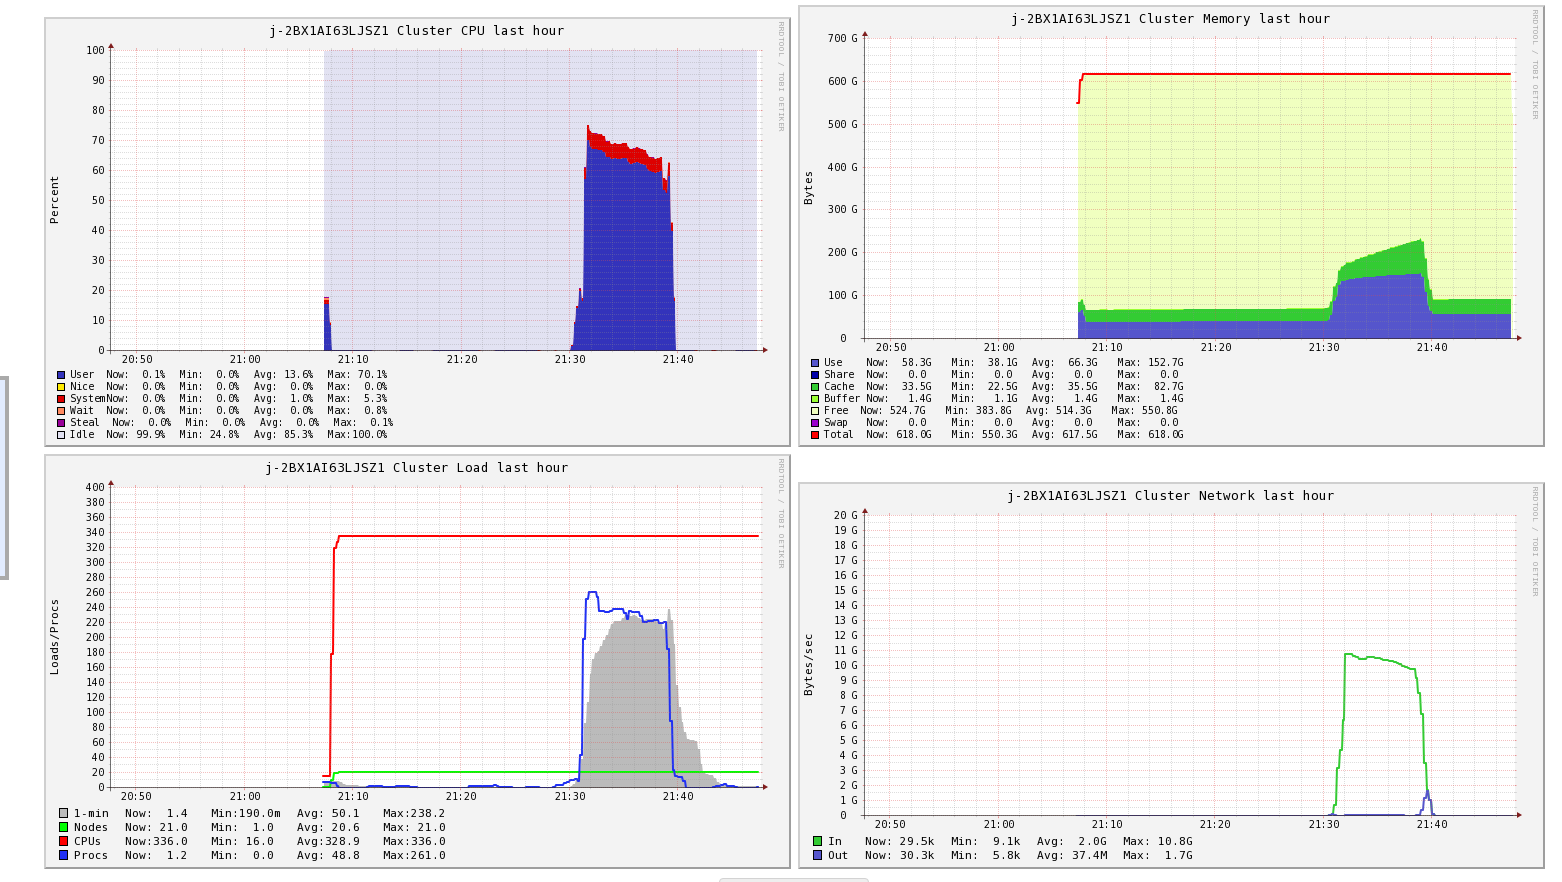 j-2BX1AI63LJSZ1 Cluster CPU last hour
RRDTOOL / TOBI OETIKER
Percent
100
90
80
70
60
50
40
30
20
10
0
20:50 21:00 21:10 21:20 21:30 21:40
User Now: 0.1% Min: 0.0% Avg: 13.6% Max: 70.1%
Nice Now: 0.0% Min: 0.0% Avg: 0.0% Max: 0.0%
System Now: 0.0% Min: 0.0% Avg: 1.0% Max: 5.3%
Wait Now: 0.0% Min: 0.0% Avg: 0.0% Max: 0.8%
Steal Now: 0.0% Min: 0.0% Avg: 0.0% Max: 0.1%
Idle Now: 99.9% Min: 24.8% Avg: 85.3% Max:100.0%
j-2BX1AI63LJSZ1 Cluster Memory last hour
RRDTOOL / TOBI OETIKER
Bytes
700 G
600 G
500 G
400 G
300 G
200 G
100 G
0
20:50 21:00 21:10 21:20 21:30 21:40
Use Now: 58.3G Min: 38.1G Avg: 66.3G Max: 152.7G
Share Now: 0.0 Min: 0.0 Avg: 0.0 Max: 0.0
Cache Now: 33.5G Min: 22.5G Avg: 35.5G Max: 82.7G
Buffer Now: 1.4G Min: 1.1G Avg: 1.4G Max: 1.4G
Free Now: 524.7G Min: 383.8G Avg: 514.3G Max: 550.8G
Swap Now: 0.0 Min: 0.0 Avg: 0.0 Max: 0.0
Total Now: 618.0G Min: 550.3G Avg: 617.5G Max: 618.0G
j-2BX1AI63LJSZ1 Cluster Load last hour
RRDTOOL / TOBI OETIKER
Loads/Procs
400
380
360
340
320
300
280
260
240
220
200
180
160
140
120
100
80
60
40
20
0
20:50 21:00 21:10 21:20 21:30 21:40
1-min Now: 1.4 Min:190.0m Avg: 50.1 Max:238.2
Nodes Now: 21.0 Min: 1.0 Avg: 20.6 Max: 21.0
CPUs Now:336.0 Min: 16.0 Avg:328.9 Max:336.0
Procs Now: 1.2 Min: 0.0 Avg: 48.8 Max:261.0
j-2BX1AI63LJSZ1 Cluster Network last hour
RRDTOOL / TOBI OETIKER
Bytes/sec
20 G
19 G
18 G
17 G
16 G
15 G
14 G
13 G
12 G
11 G
10 G
9 G
8 G
7 G
6 G
5 G
4 G
3 G
2 G
1 G
0
20:50 21:00 21:10 21:20 21:30 21:40
In Now: 29.5k Min: 9.1k Avg: 2.0G Max: 10.8G
Out Now: 30.3k Min: 5.8k Avg: 37.4M Max: 1.7G